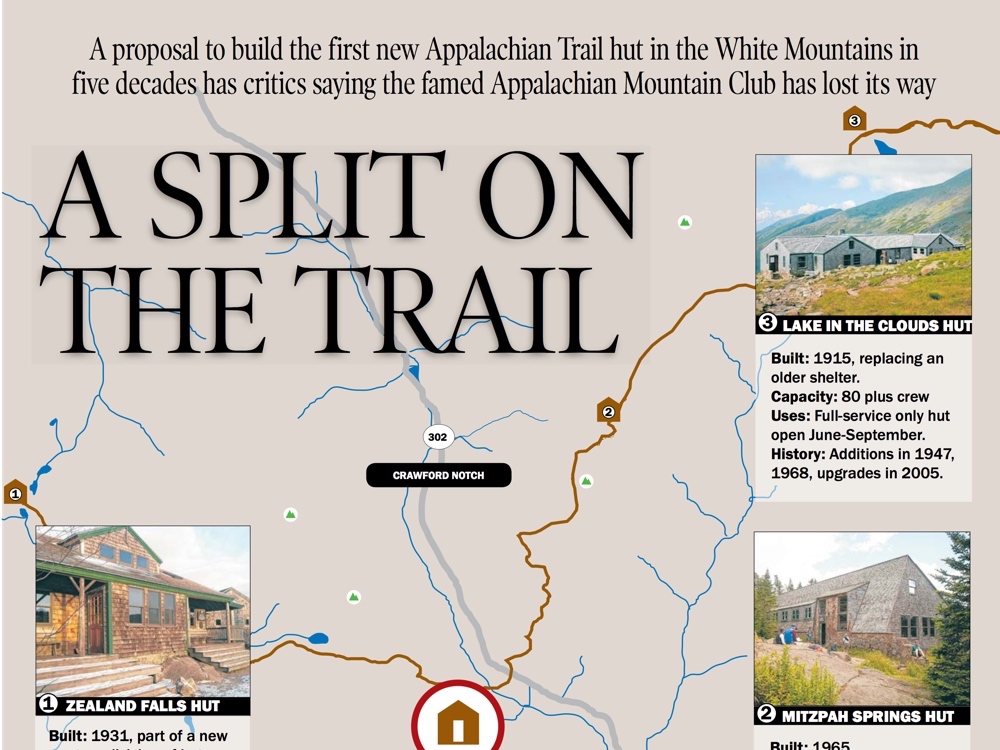 A proposal to build the first new Appalachian Trail hut in the White Mountains in
five decades has critics saying the famed Appalachian Mountain Club has lost its way
A SPLIT ON
THE TRAIL
3
3 LAKE IN THE CLOUDS HUT
Built: 1915, replacing an
older shelter.
Capacity: 80 plus crew
Uses: Full-service only hut
open June-September.
History: Additions in 1947,
1968, upgrades in 2005.
2
302
CRAWFORD NOTCH
1
1 ZEALAND FALLS HUT
Built: 1931, part of a new
2 MITZPAH SPRINGS HUT
Built: 1965